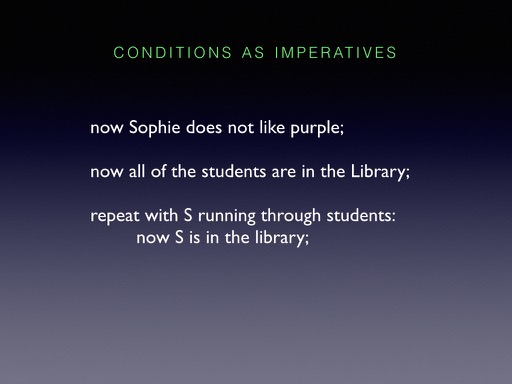 CONDITIONS AS IMPERATIVES
now Sophie does not like purple;
now all of the students are in the Library;
repeat with S running through students:
now S is in the library;